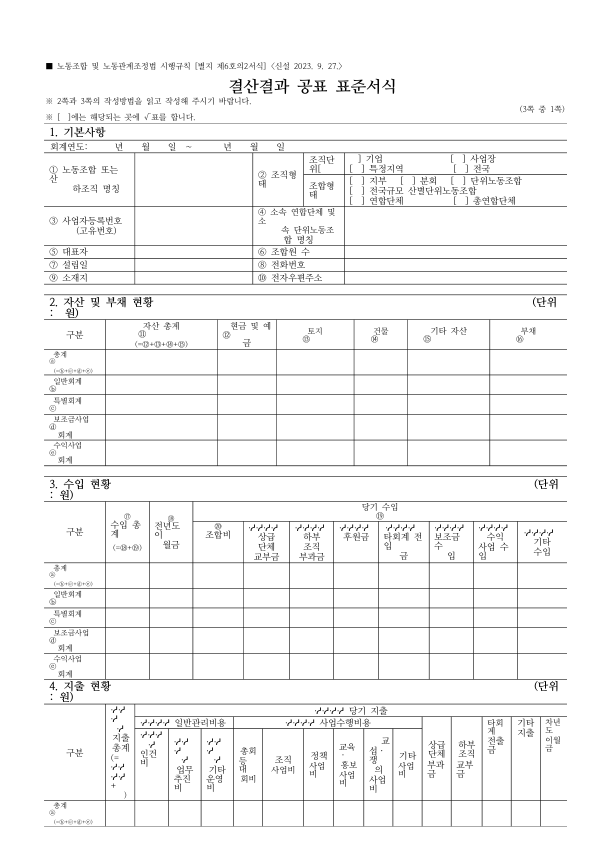 ■ 노동조합 및 노동관계조정법 시행규칙 [별지 제6호의2서식] <신설 2023. 9. 27.>
결산결과 공표 표준서식
※ 2쪽과 3쪽의 작성방법을 읽고 작성해 주시기 바랍니다.
(3쪽 중 1쪽)
※ [  ]에는 해당되는 곳에 √표를 합니다.
1. 기본사항
회계연도: 년 월 일 ~ 년 월 일
① 노동조합 또는
산
하조직 명칭
② 조직형
태
조직단
위[
] 기업 [ ] 사업장
[ ] 특정지역 [ ] 전국
조합형
태
[ ] 지부 [ ] 분회 [ ] 단위노동조합
[ ] 전국규모 산별단위노동조합
[ ] 연합단체 [ ] 총연합단체
③ 사업자등록번호
(고유번호)
④ 소속 연합단체 및
소
속 단위노동조
합 명칭
⑤ 대표자
⑥ 조합원 수
⑦ 설립일
⑧ 전화번호
⑨ 소재지
⑩ 전자우편주소
2. 자산 및 부채 현황 (단위
: 원)
구분
자산 총계
⑪
(=⑫+⑬+⑭+⑮)
현금 및 예
⑫
금
토지
⑬
건물
⑭
기타 자산
⑮
부채
⑯
총계
ⓐ
(=ⓑ+ⓒ+ⓓ+ⓔ)
일반회계
ⓑ
특별회계
ⓒ
보조금사업
ⓓ
회계
수익사업
ⓔ
회계
3. 수입 현황 (단위
: 원)
구분
⑰
수입 총
계
(=⑱+⑲)
⑱
전년도
이
월금
당기 수입
⑲
⑳
조합비
상급
단체
교부금
하부
조직
부과금
후원금
타회계 전
입
금
보조금
수
입
수익
사업 수
입
기타
수입
총계
ⓐ
(=ⓑ+ⓒ+ⓓ+ⓔ)
일반회계
ⓑ
특별회계
ⓒ
보조금사업
ⓓ
회계
수익사업
ⓔ
회계
4. 지출 현황 (단위
: 원)
구분
지출
총계
(=
+
)
당기 지출
일반관리비용
사업수행비용
인건
비
업무
추진
비
기타
운영
비
총회
등
대
회비
조직
사업비
정책
사업
비
교육
·
홍보
사업
비
교
섭
·
쟁
의
사업
비
기타
사업
비
상급
단체
부과
금
하부
조직
교부
금
타회
계
전출
금
기타
지출
차년
도
이월
금
총계
ⓐ
(=ⓑ+ⓒ+ⓓ+ⓔ)